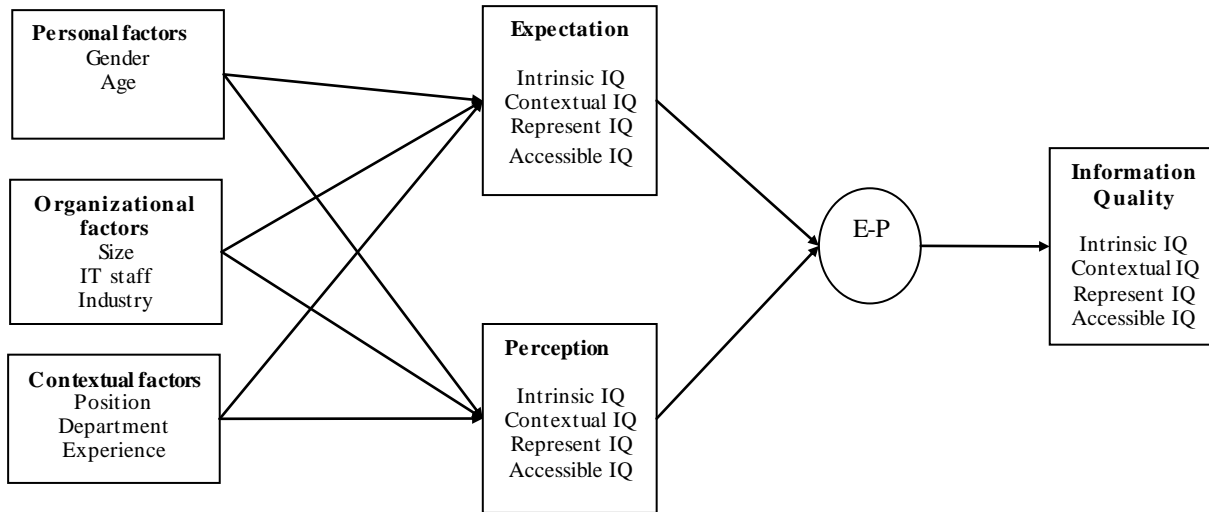 Personal factors
Gender
Age
Organizational
factors
Size
IT staff
Industry
Contextual factors
Position
Department
Experience
Expectation
Intrinsic IQ
Contextual IQ
Represent IQ
Accessible IQ
Perception
Intrinsic IQ
Contextual IQ
Represent IQ
Accessible IQ
E-P
Information
Quality
Intrinsic IQ
Contextual IQ
Represent IQ
Accessible IQ